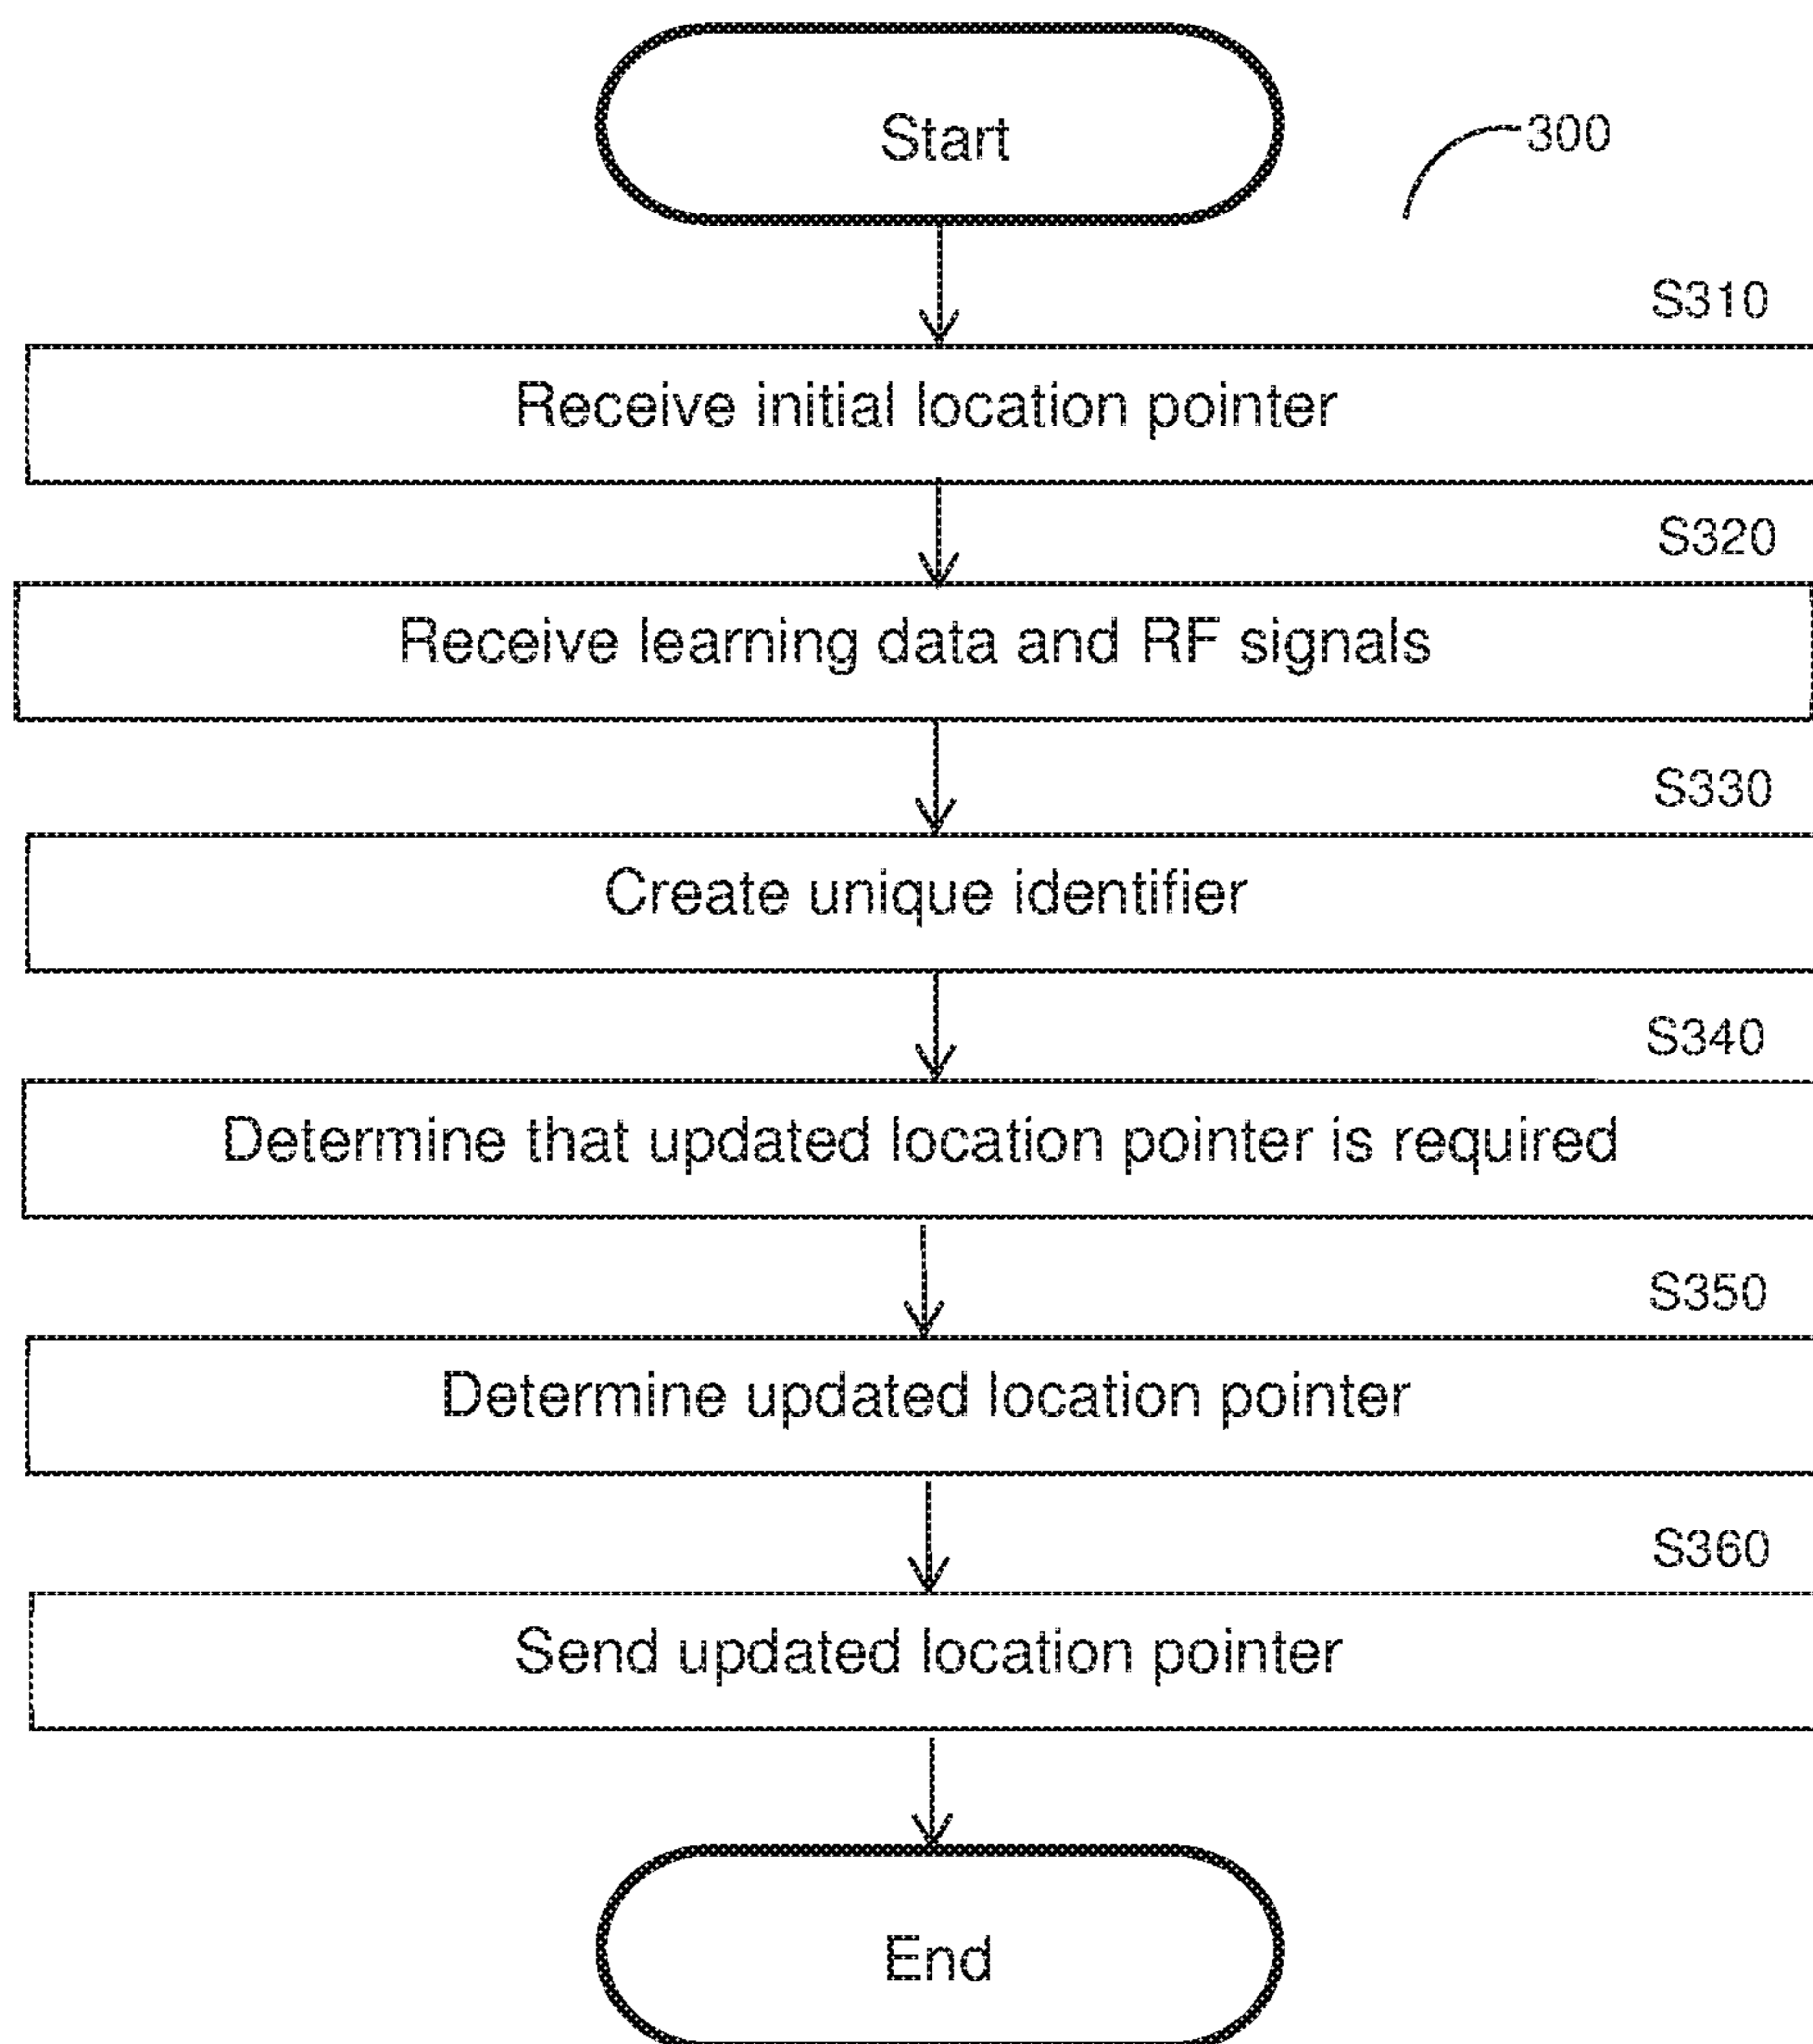 Start
300
S310
Receive initial location pointer
S320
Receive learning data and RF signals
S330
Create unique identifier
S340
Determine that updated location pointer is required
S350
Determine updated location pointer
S360
Send updated location pointer
End